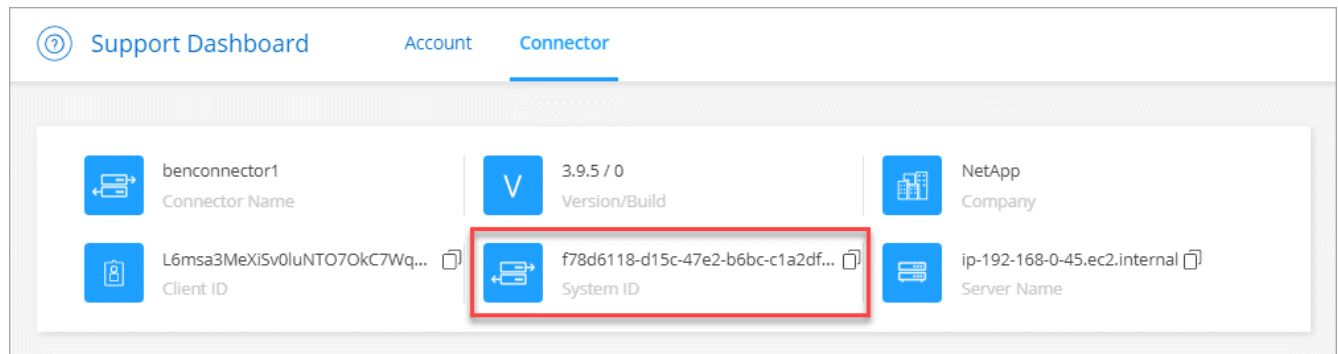 Support Dashboard Account Connector
benconnector1
Connector Name
3.9.5 / 0
Version/Build
NetApp
Company
L6msa3MeXiSv0luNTO7OkC7Wq...
Client ID
f78d6118-d15c-47e2-b6bc-c1a2df...
System ID
ip-192-168-0-45.ec2.internal
Server Name